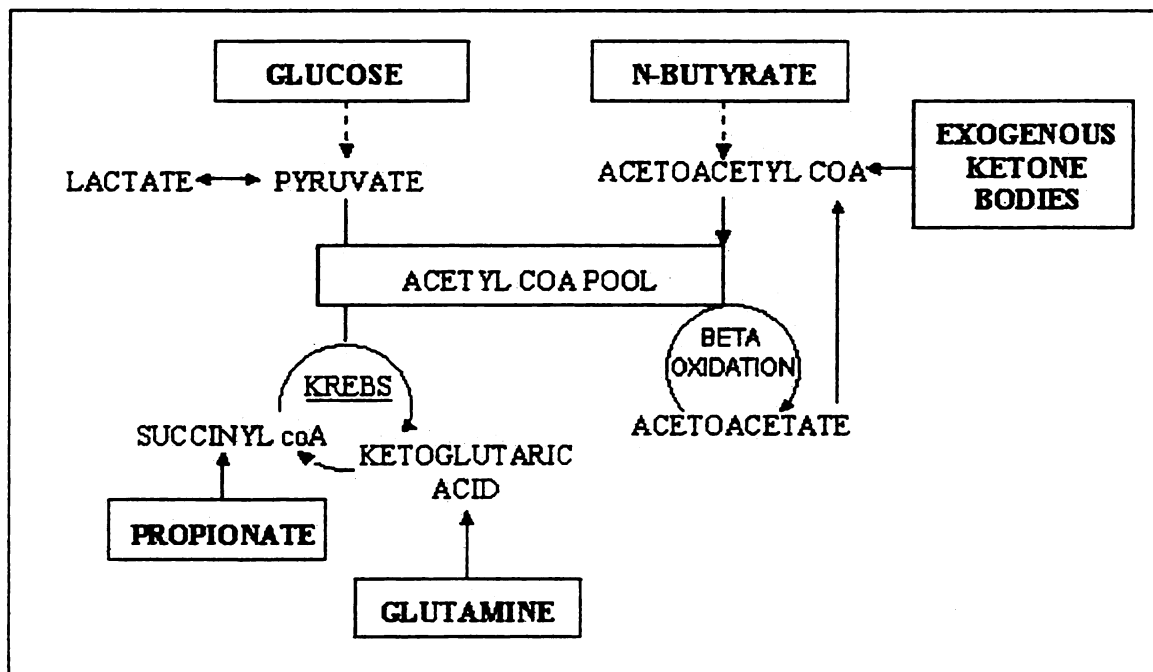 GLUCOSE
N-BUTYRATE
EXOGENOUS
KETONE
BODIES
LACTATE
PYRUVATE
ACETOACETYL COA
ACETYL COA POOL
BETA
OXIDATION
KREBS
ACETOACETATE
SUCCINYL coA
KETOGLUTARIC
ACID
PROPIONATE
GLUTAMINE